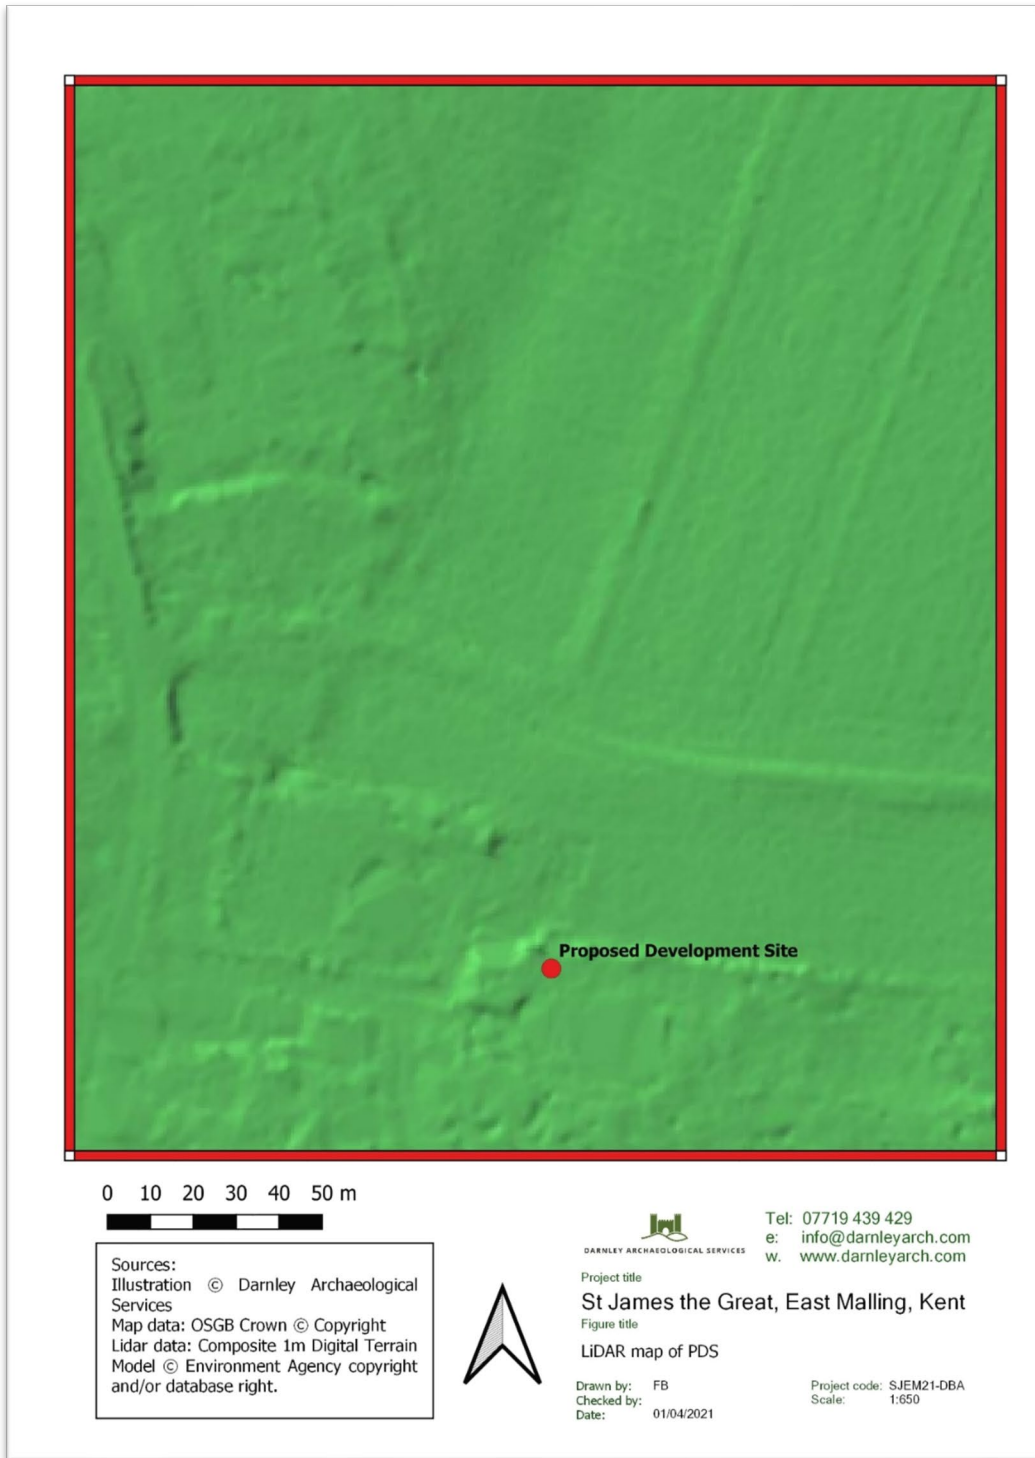 Proposed Development Site
0 10 20 30 40 50 m
Sources:
Illustration © Darnley Archaeological
Services
Map data: OSGB Crown © Copyright
Lidar data: Composite 1m Digital Terrain
Model © Environment Agency copyright
and/or database right.
DARNLEY ARCHAEOLOGICAL SERVICES
Tel: 07719 439 429
e: info@darnleyarch.com
w. www.darnleyarch.com
Project title
St James the Great, East Malling, Kent
Figure title
LiDAR map of PDS
Drawn by: FB
Checked by:
Date: 01/04/2021
Project code: SJEM21-DBA
Scale: 1:650